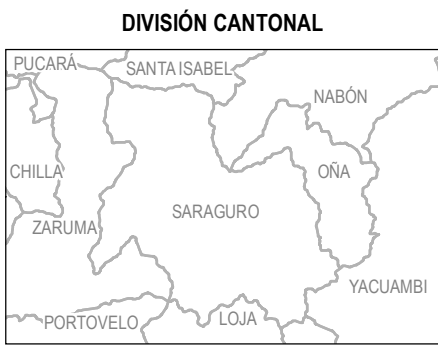 DIVISIÓN CANTONAL
PUCARÁ
SANTA ISABEL
NABÓN
CHILLA
OÑA
SARAGURO
ZARUMA
YACUAMBI
PORTOVELO
LOJA